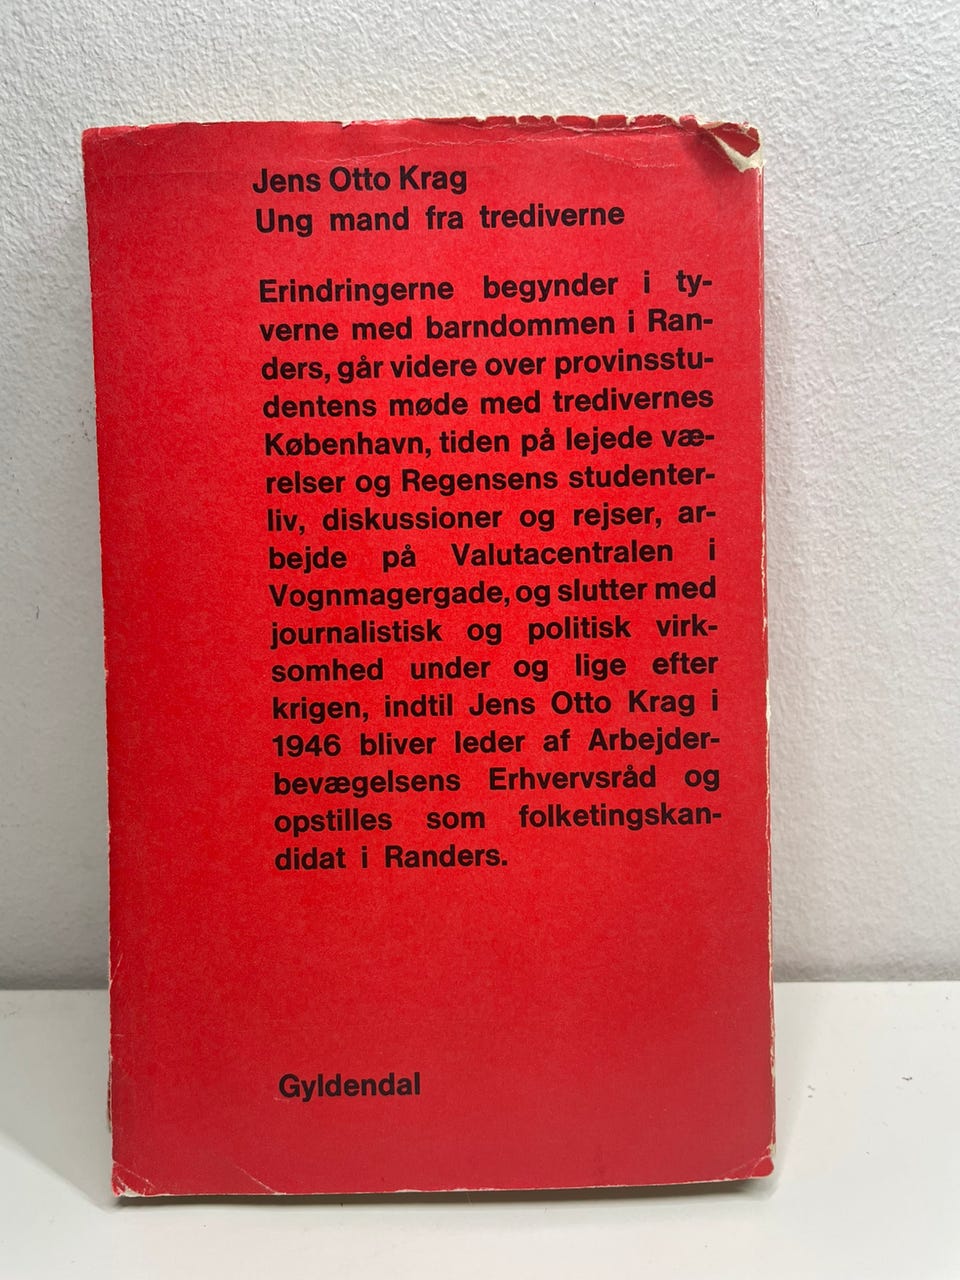 Jens Otto Krag
Ung mand fra trediverne
Erindringerne begynder i ty-
verne med barndommen i Ran-
ders, går videre over provinsstu-
dentens møde med tredivernes
København, tiden på lejede væ-
relser og Regensens studenter-
liv, diskussioner og rejser, ar-
bejde på Valutacentralen i
Vognmagergade, og slutter med
journalistisk og politisk virk-
somhed under og lige efter
krigen, indtil Jens Otto Krag i
1946 bliver leder af Arbejder-
bevægelsens Erhvervsråd og
opstilles som folketingskan-
didat i Randers.
Gyldendal